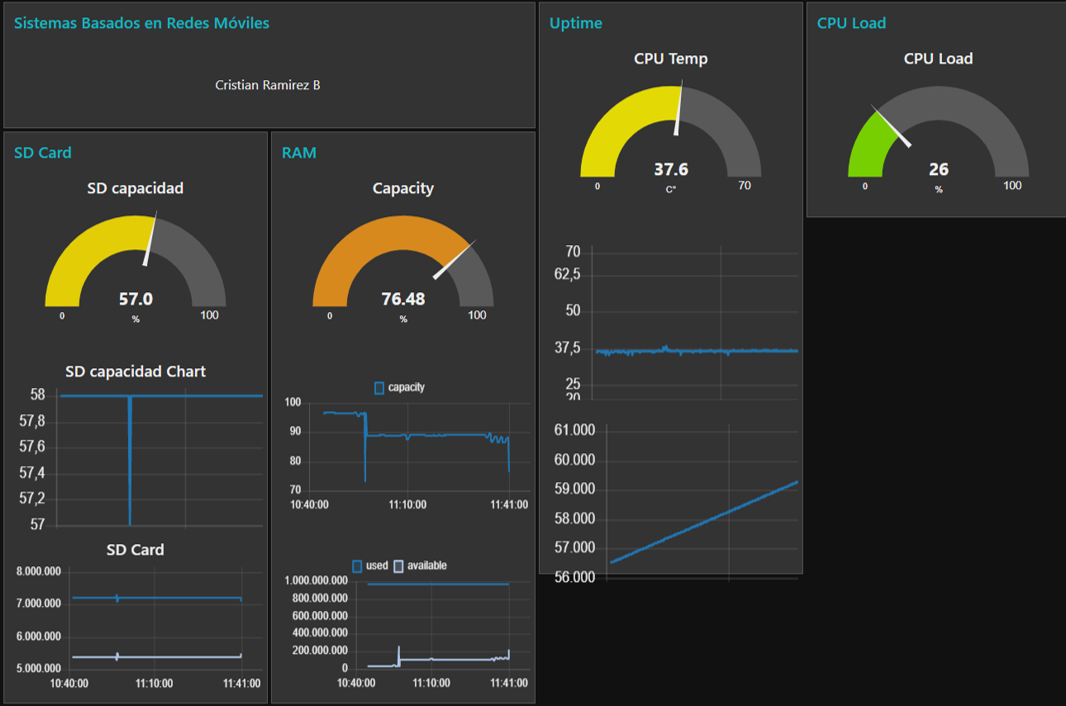 Sistemas Basados en Redes Móviles
Cristian Ramirez B
SD Card
SD capacidad
57.0
%
0
100
SD capacidad Chart
58
57,8
57,6
57,4
57,2
57
SD Card
8.000.000
7.000.000
6.000.000
5.000.000
10:40:00 11:10:00 11:41:00
RAM
Capacity
76.48
%
0
100
capacity
100
90
80
70
10:40:00 11:10:00 11:41:00
used available
1.000.000.000
800.000.000
600.000.000
400.000.000
200.000.000
0
10:40:00 11:10:00 11:41:00
Uptime
CPU Temp
37.6
C°
0
70
70
62,5
50
37,5
25
20
61.000
60.000
59.000
58.000
57.000
56.000
CPU Load
CPU Load
26
%
0
100